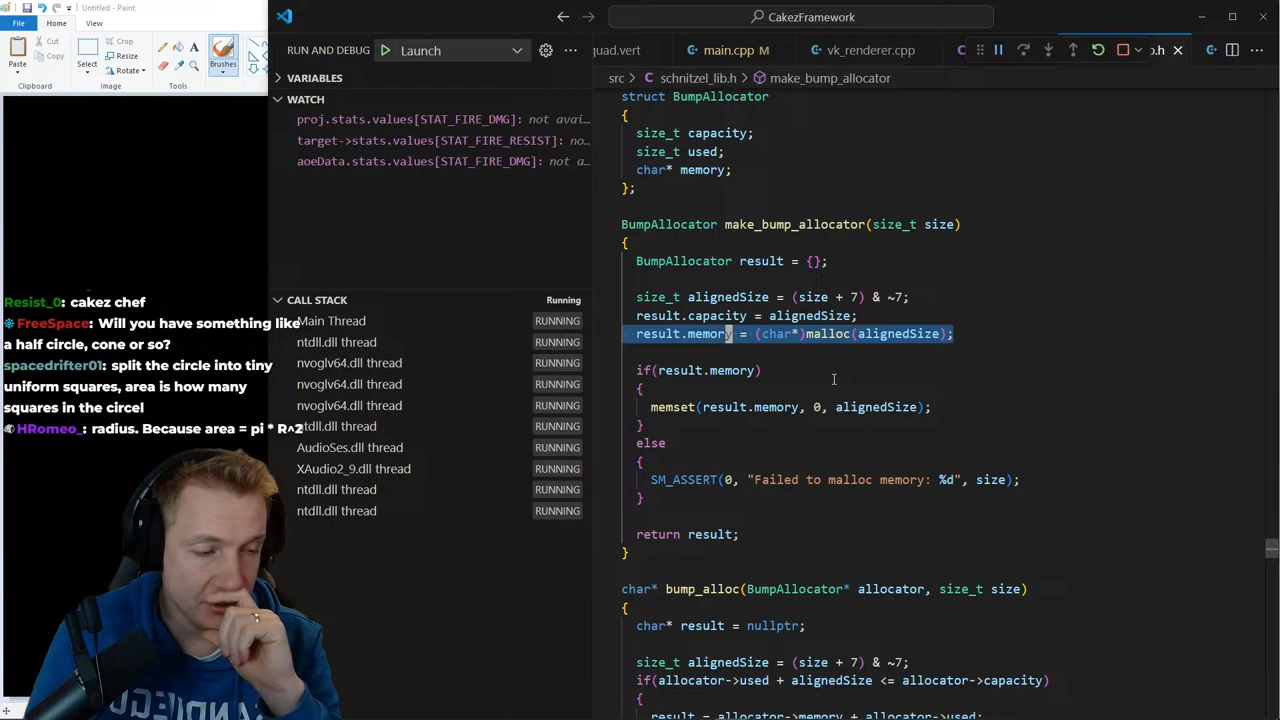 Untitled - Paint
File
Home
View
Paste
Cut
Copy
Clipboard
Select
Crop
Resize
Rotate
Image
Brushes
Tools
CakezFramework
RUN AND DEBUG
Launch
quad.vert
main.cpp M
vk_renderer.cpp
.h
src > schnitzel_lib.h > make_bump_allocator
VARIABLES
WATCH
proj.stats.values[STAT_FIRE_DMG]: not avai...
target->stats.values[STAT_FIRE_RESIST]: no...
aoeData.stats.values[STAT_FIRE_DMG]: not a...
CALL STACK
Running
Main Thread RUNNING
ntdll.dll thread RUNNING
nvoglv64.dll thread RUNNING
nvoglv64.dll thread RUNNING
nvoglv64.dll thread RUNNING
ntdll.dll thread RUNNING
AudioSes.dll thread RUNNING
XAudio2_9.dll thread RUNNING
ntdll.dll thread RUNNING
ntdll.dll thread RUNNING
Resist_0: cakez chef
FreeSpace: Will you have something like
a half circle, cone or so?
spacedrifter01: split the circle into tiny
uniform squares, area is how many
squares in the circel
HRomeo_: radius. Because area = pi * R^2
struct BumpAllocator
{
size_t capacity;
size_t used;
char* memory;
};
BumpAllocator make_bump_allocator(size_t size)
{
BumpAllocator result = {};
size_t alignedSize = (size + 7) & ~7;
result.capacity = alignedSize;
result.memory = (char*)malloc(alignedSize);
if(result.memory)
{
memset(result.memory, 0, alignedSize);
}
else
{
SM_ASSERT(0, "Failed to malloc memory: %d", size);
}
return result;
}
char* bump_alloc(BumpAllocator* allocator, size_t size)
{
char* result = nullptr;
size_t alignedSize = (size + 7) & ~7;
if(allocator->used + alignedSize <= allocator->capacity)
{
result = allocator->memory + allocator->used;